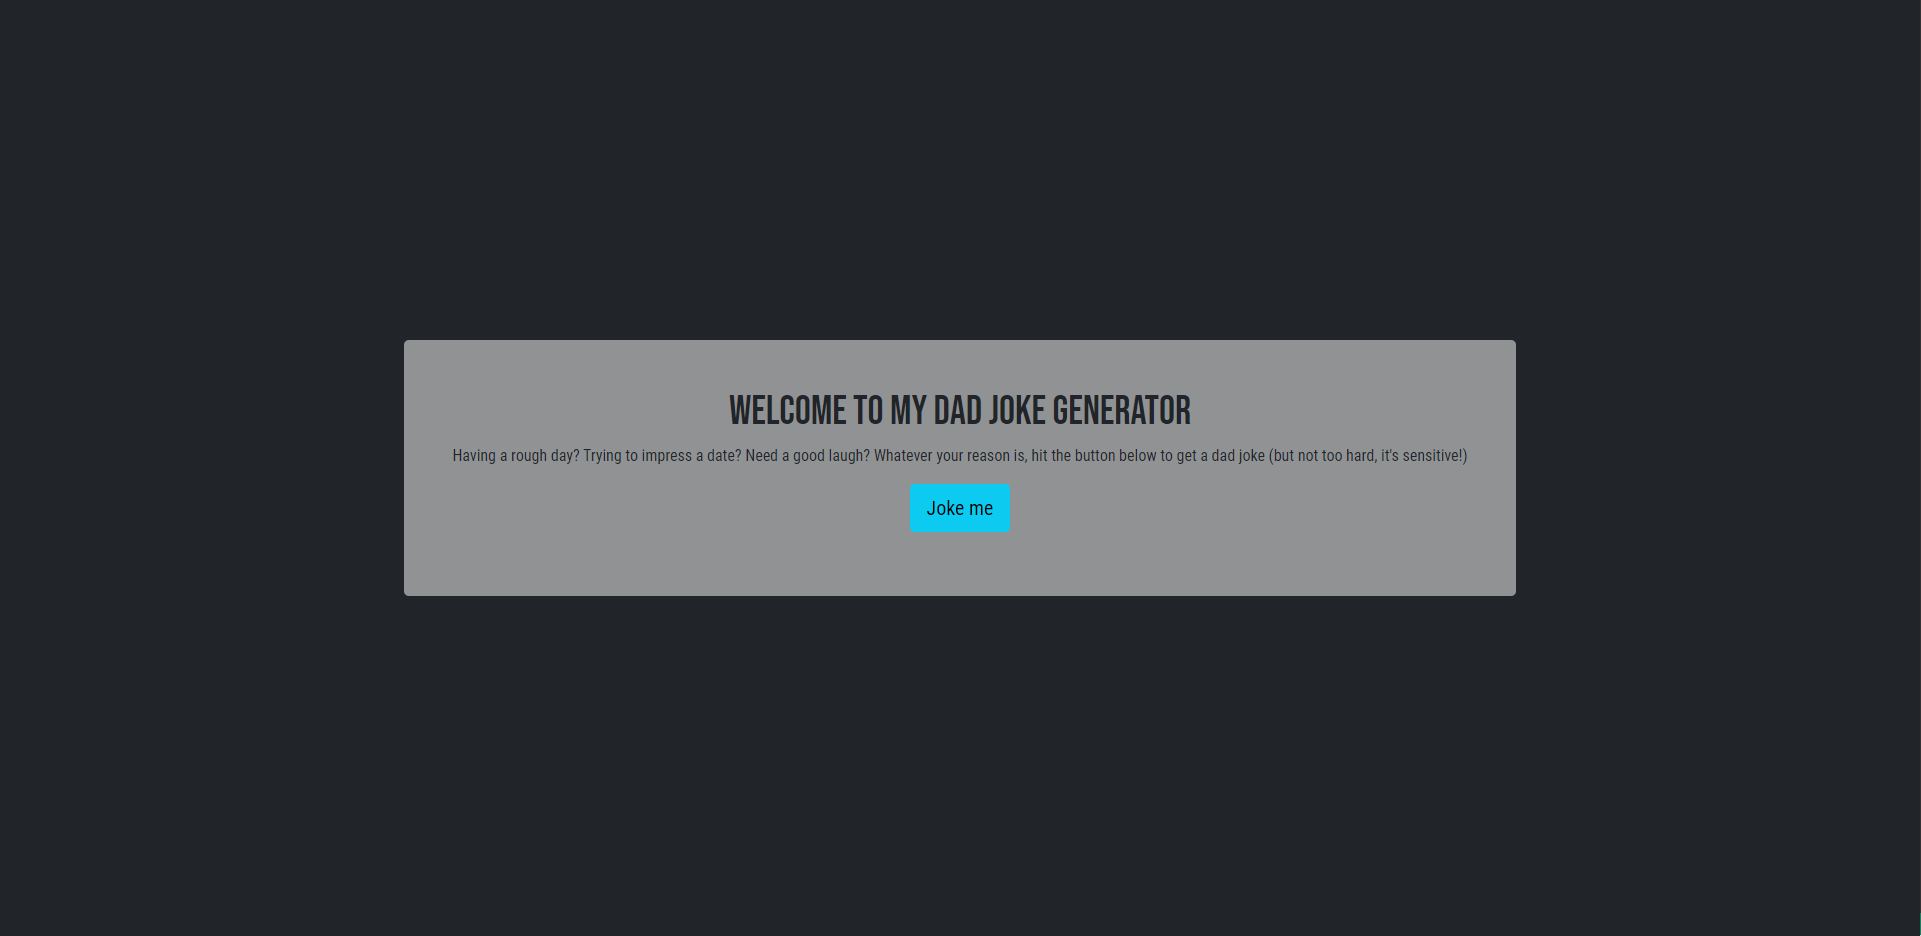 WELCOME TO MY DAD JOKE GENERATOR
Having a rough day? Trying to impress a date? Need a good laugh? Whatever your reason is, hit the button below to get a dad joke (but not too hard, it's sensitive!)
Joke me